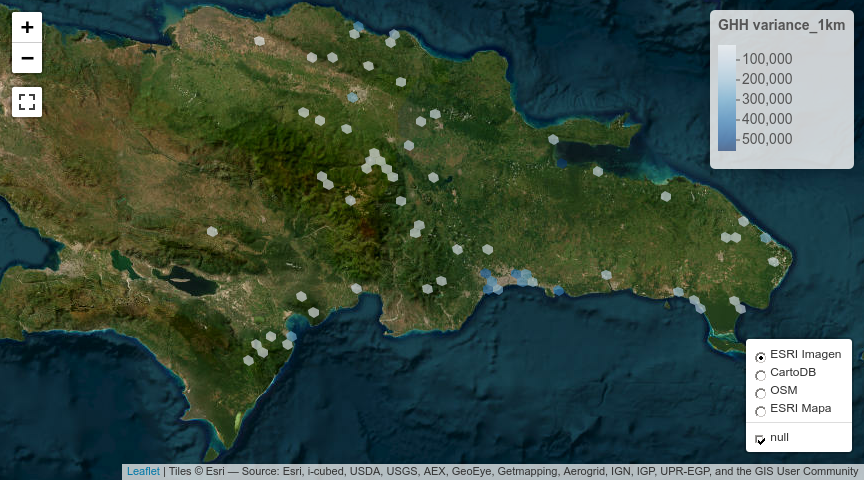 +
−
GHH variance_1km
100,000
200,000
300,000
400,000
500,000
ESRI Imagen
CartoDB
OSM
ESRI Mapa
null
Leaflet | Tiles © Esri — Source: Esri, i-cubed, USDA, USGS, AEX, GeoEye, Getmapping, Aerogrid, IGN, IGP, UPR-EGP, and the GIS User Community